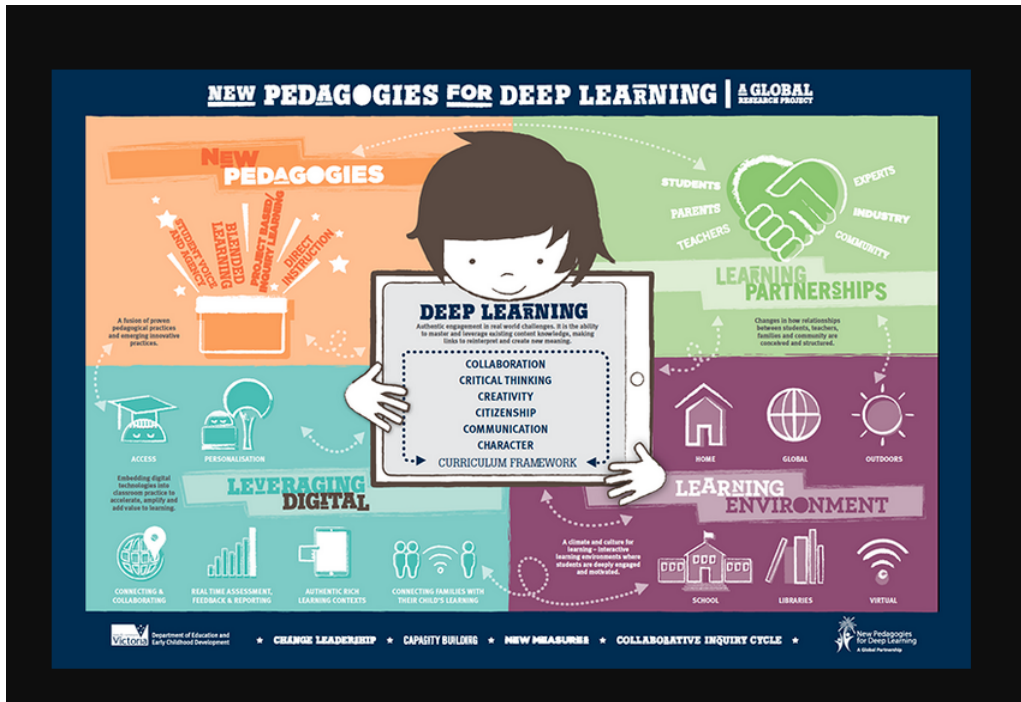 NEW PEDAGOGIES FOR DEEP LEARNING
A GLOBAL
RESEARCH PROJECT
NEW
PEDAGOGIES
STUDENT VOICE
AND AGENCY
BLENDED
LEARNING
PROJECT BASED/
INQUIRY LEARNING
DIRECT
INSTRUCTION
A fusion of proven
pedagogical practices
and emerging innovative
practices.
STUDENTS
PARENTS
TEACHERS
EXPERTS
INDUSTRY
COMMUNITY
LEARNING
PARTNERSHIPS
Changes in how relationships
between students, teachers,
families and community are
conceived and structured.
DEEP LEARNING
Authentic engagement in real world challenges. It is the ability
to master and leverage existing content knowledge, making
links to reinterpret and create new meaning.
COLLABORATION
CRITICAL THINKING
CREATIVITY
CITIZENSHIP
COMMUNICATION
CHARACTER
CURRICULUM FRAMEWORK
ACCESS
PERSONALISATION
Embedding digital
technologies into
classroom practice to
accelerate, amplify and
add value to learning.
LEVERAGING
DIGITAL
CONNECTING &
COLLABORATING
REAL TIME ASSESSMENT,
FEEDBACK & REPORTING
AUTHENTIC RICH
LEARNING CONTEXTS
CONNECTING FAMILIES WITH
THEIR CHILD'S LEARNING
HOME
GLOBAL
OUTDOORS
LEARNING
ENVIRONMENT
A climate and culture for
learning – interactive
learning environments where
students are deeply engaged
and motivated.
SCHOOL
LIBRARIES
VIRTUAL
Victoria
Department of Education and
Early Childhood Development
★ CHANGE LEADERSHIP ★ CAPACITY BUILDING ★ NEW MEASURES ★ COLLABORATIVE INQUIRY CYCLE ★
New Pedagogies
for Deep Learning
A Global Partnership